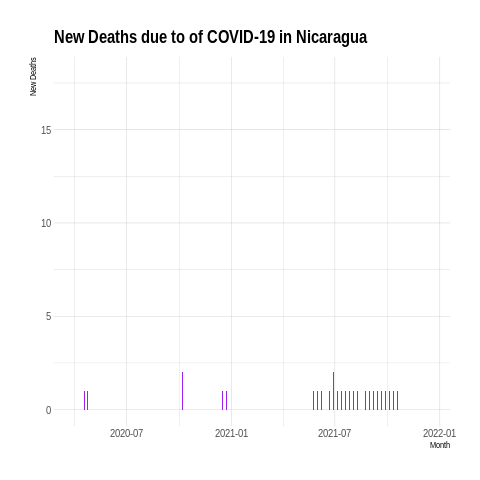 New Deaths due to of COVID-19 in Nicaragua
New Deaths
15
10
5
0
2020-07
2021-01
2021-07
2022-01
Month